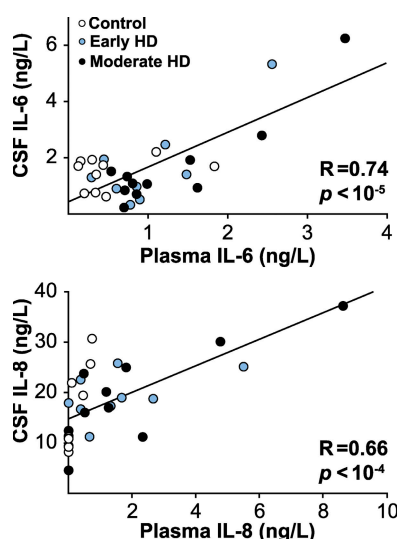 Control
Early HD
Moderate HD
CSF IL-6 (ng/L)
6
4
2
R=0.74
p < 10-5
1 2 3 4
Plasma IL-6 (ng/L)
CSF IL-8 (ng/L)
40
30
20
10
R=0.66
p < 10-4
2 4 6 8 10
Plasma IL-8 (ng/L)